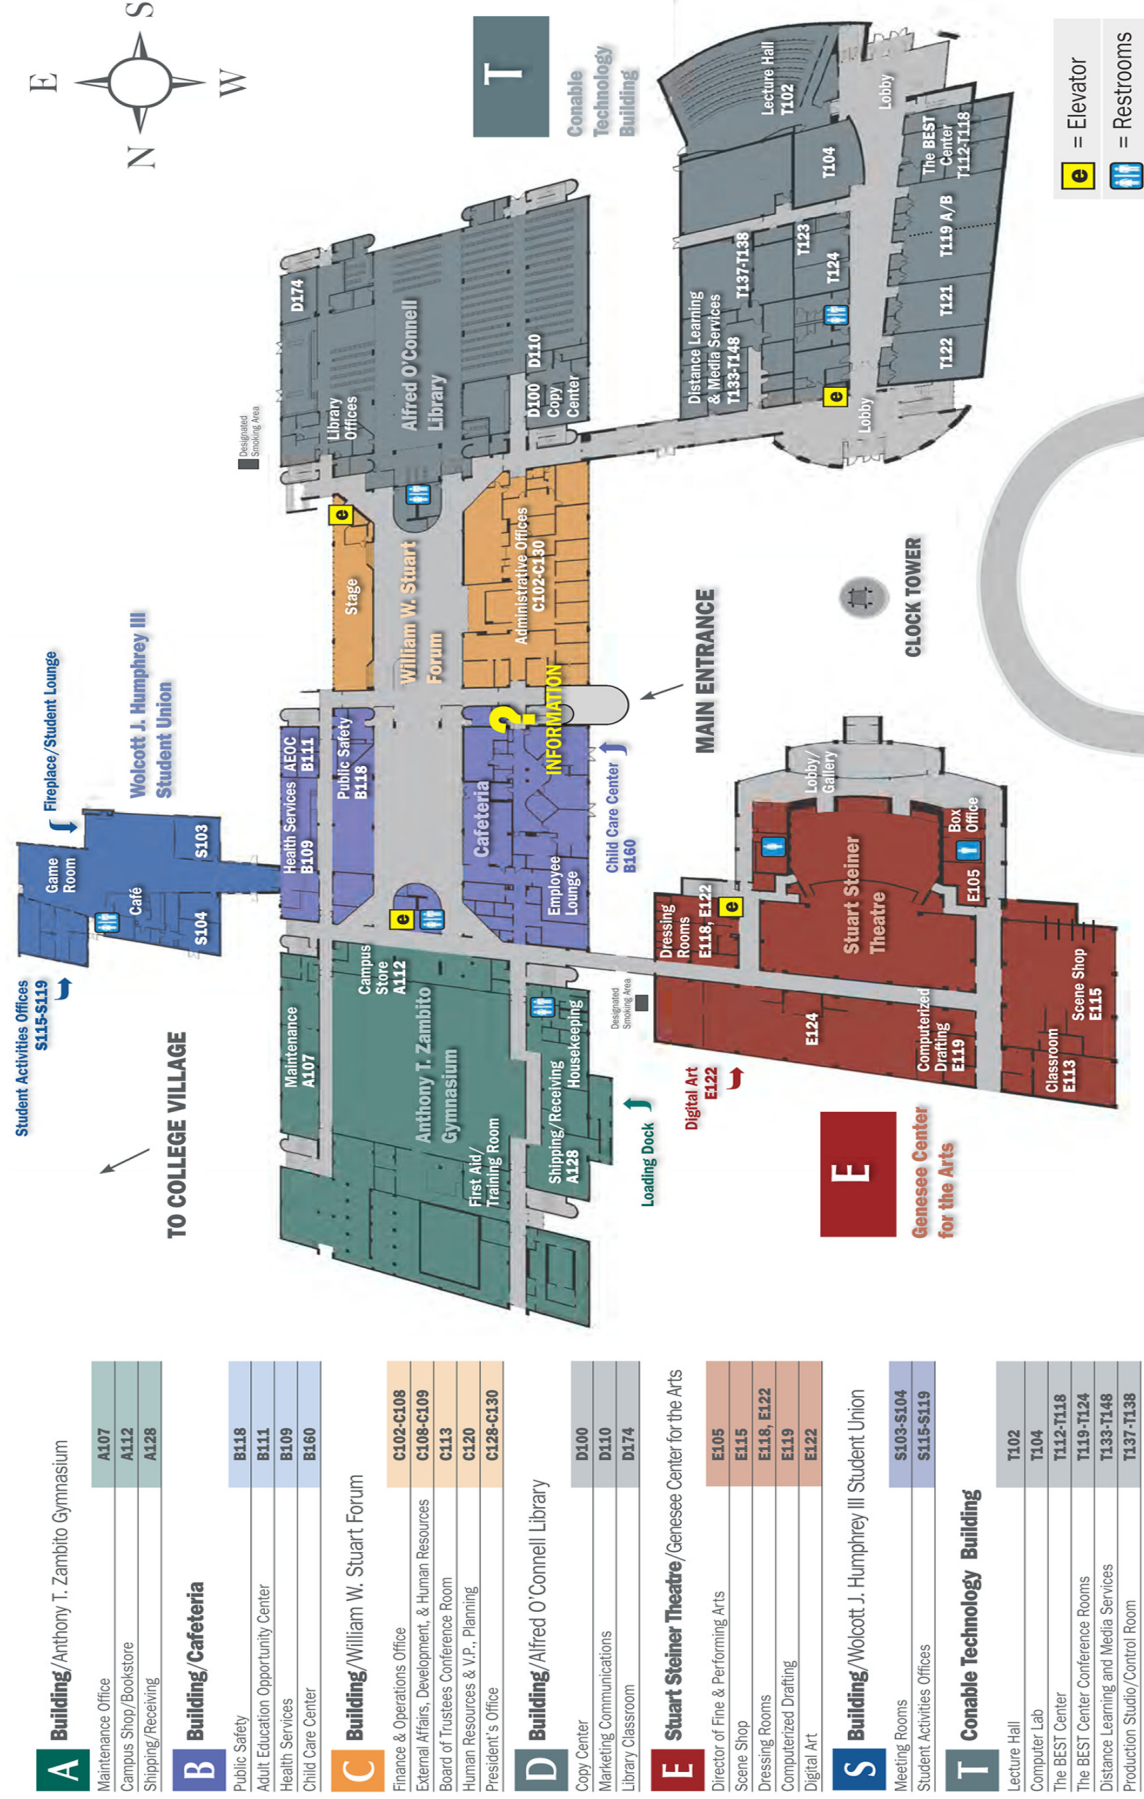 A Building/Anthony T. Zambito Gymnasium
Maintenance Office A107
Campus Shop/Bookstore A112
Shipping/Receiving A128
B Building/Cafeteria
Public Safety B118
Adult Education Opportunity Center B111
Health Services B109
Child Care Center B160
C Building/William W. Stuart Forum
Finance & Operations Office C102-C108
External Affairs, Development, & Human Resources C108-C109
Board of Trustees Conference Room C113
Human Resources & V.P., Planning C120
President's Office C128-C130
D Building/Alfred O'Connell Library
Copy Center D100
Marketing Communications D110
Library Classroom D174
E Stuart Steiner Theatre/Genesee Center for the Arts
Director of Fine & Performing Arts E105
Scene Shop E115
Dressing Rooms E118, E122
Computerized Drafting E119
Digital Art E122
S Building/Wolcott J. Humphrey III Student Union
Meeting Rooms S103-S104
Student Activities Offices S115-S119
T Conable Technology Building
Lecture Hall T102
Computer Lab T104
The BEST Center T112-T118
The BEST Center Conference Rooms T119-T124
Distance Learning and Media Services T133-T148
Production Studio/Control Room T137-T138
TO COLLEGE VILLAGE
Student Activities Offices
S115-S119
Fireplace/Student Lounge
Wolcott J. Humphrey III
Student Union
Game
Room
Café
S104
S103
N
E
S
W
Maintenance
A107
Campus
Store
A112
Anthony T. Zambito
Gymnasium
First Aid/
Training Room
Shipping/Receiving
A128
Housekeeping
Loading Dock
Health Services
B109
AEOC
B111
Public Safety
B118
Cafeteria
Employee
Lounge
Child Care Center
B160
?
INFORMATION
Stage
e
e
William W. Stuart
Forum
Administrative Offices
C102-C130
MAIN ENTRANCE
Designated
Smoking Area
D174
Library
Offices
Alfred O'Connell
Library
D100
Copy
Center
D110
T
Conable
Technology
Building
Lecture Hall
T102
T104
T123
T124
T137-T138
Distance Learning
& Media Services
T133-T148
e
Lobby
Lobby
The BEST
Center
T112-T118
T119 A/B
T121
T122
CLOCK TOWER
Designated
Smoking Area
Digital Art
E122
E
Genesee Center
for the Arts
Dressing
Rooms
E118, E122
e
E124
Computerized
Drafting
E119
Classroom
E113
Scene Shop
E115
Stuart Steiner
Theatre
E105
Box
Office
Lobby/
Gallery
e = Elevator
= Restrooms